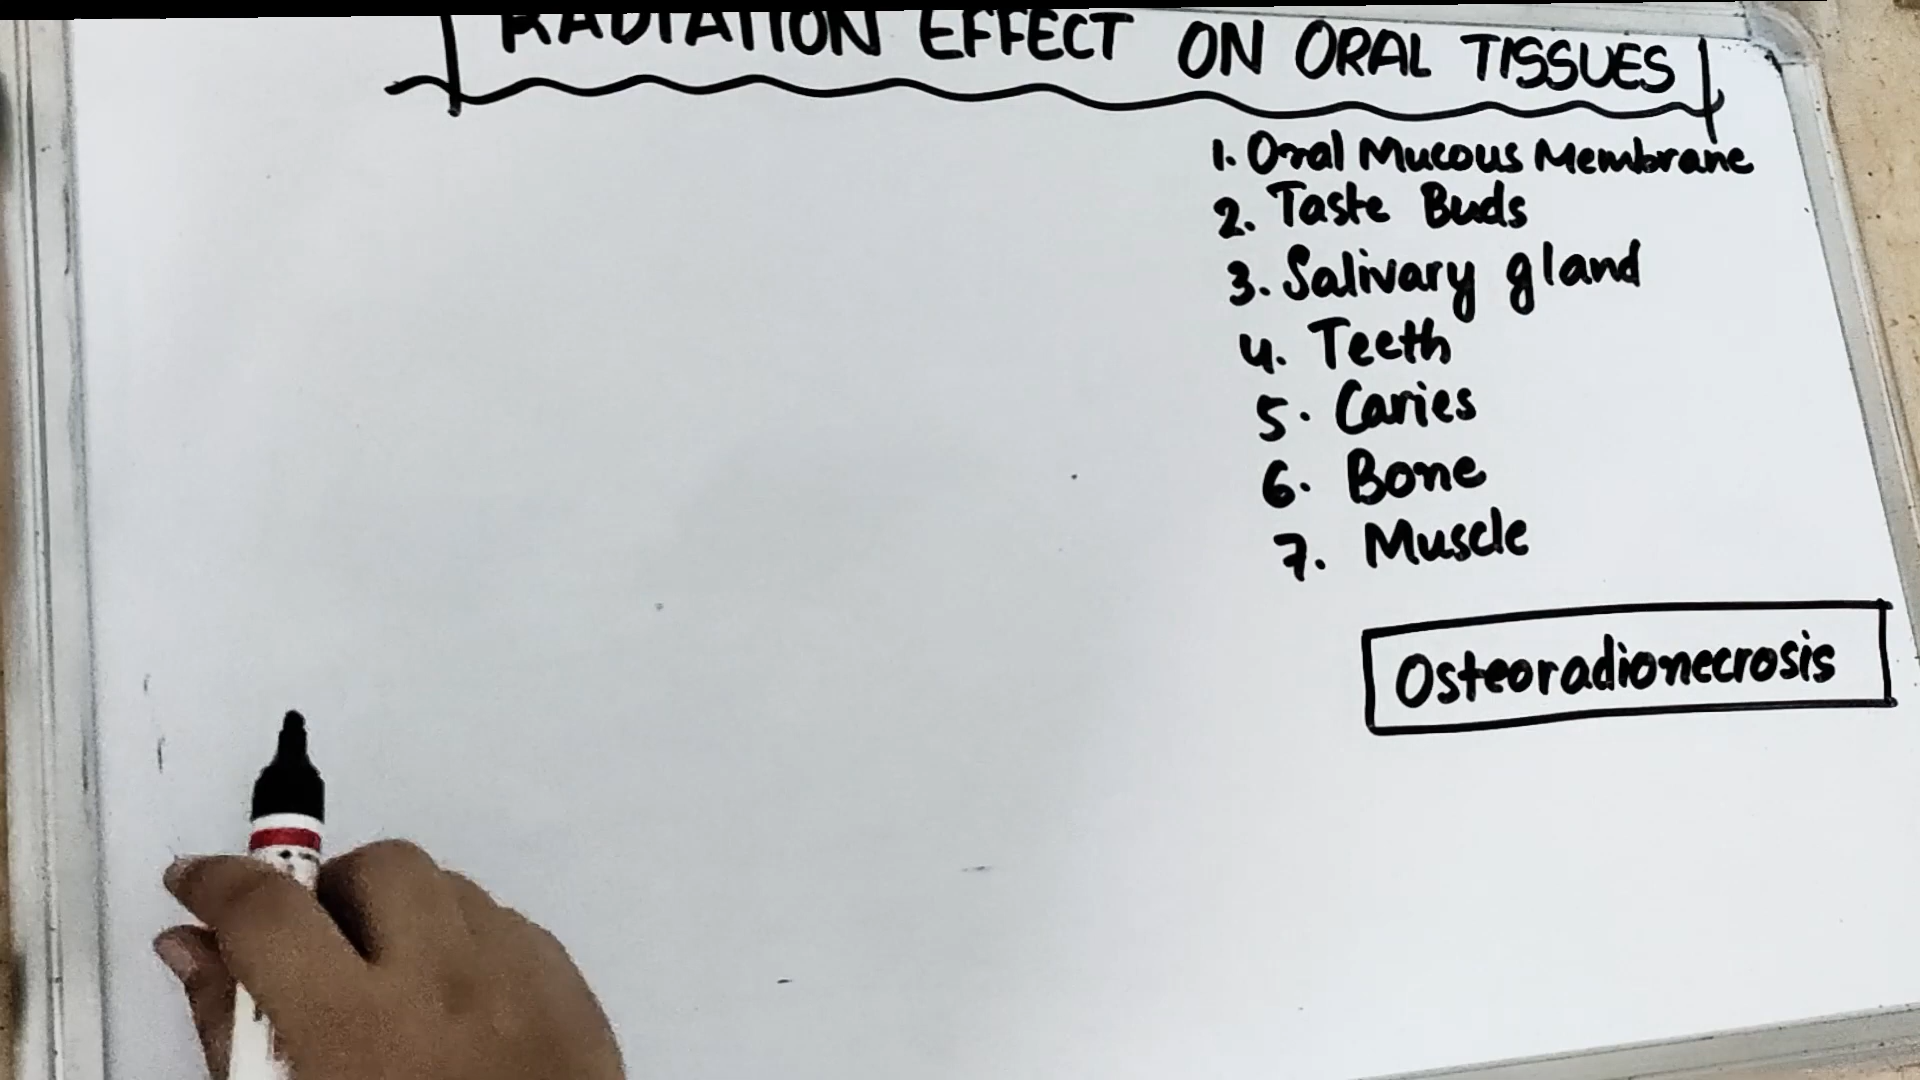 RADIATION EFFECT ON ORAL TISSUES
1. Oral Mucous Membrane
2. Taste Buds
3. Salivary gland
4. Teeth
5. Caries
6. Bone
7. Muscle
Osteoradionecrosis